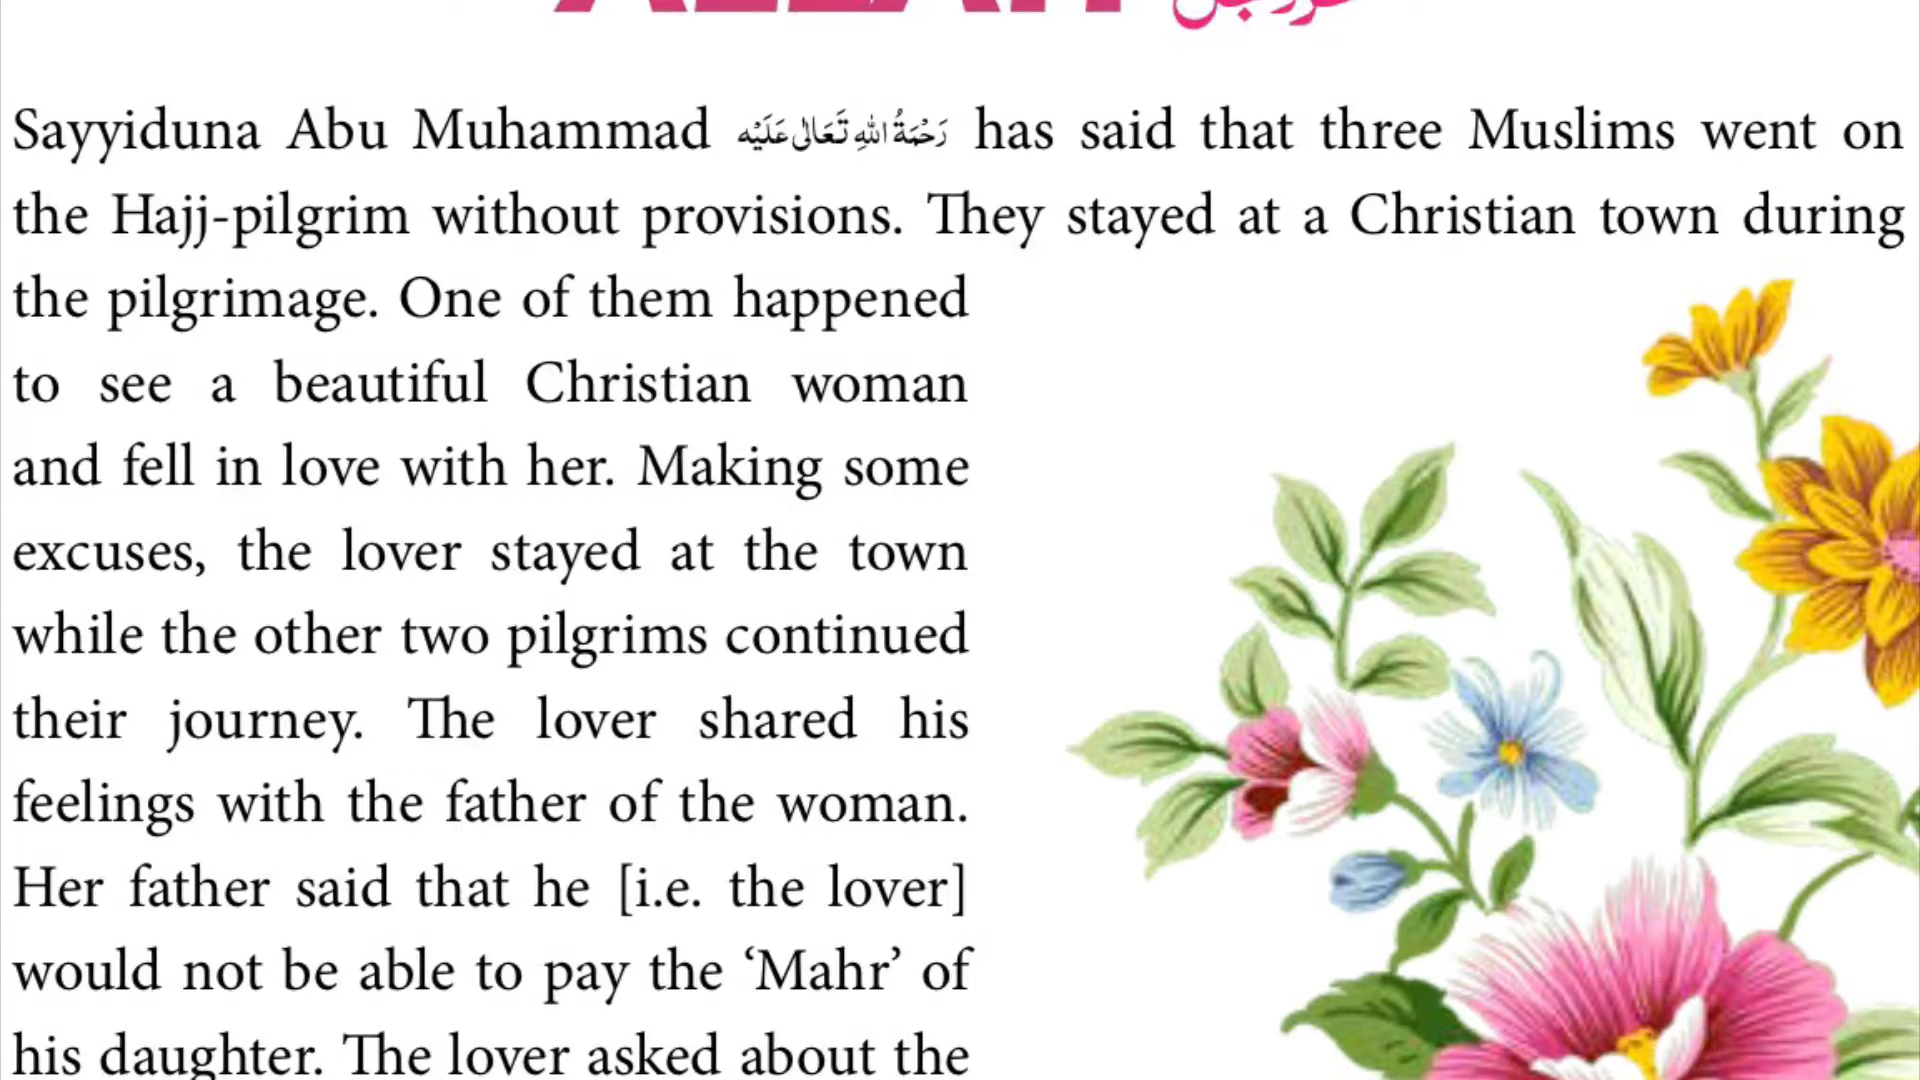 Sayyiduna Abu Muhammad رَحْمَةُ اللهِ تَعَالٰی عَلَيْه has said that three Muslims went on
the Hajj-pilgrim without provisions. They stayed at a Christian town during
the pilgrimage. One of them happened
to see a beautiful Christian woman
and fell in love with her. Making some
excuses, the lover stayed at the town
while the other two pilgrims continued
their journey. The lover shared his
feelings with the father of the woman.
Her father said that he [i.e. the lover]
would not be able to pay the ‘Mahr’ of
his daughter. The lover asked about the